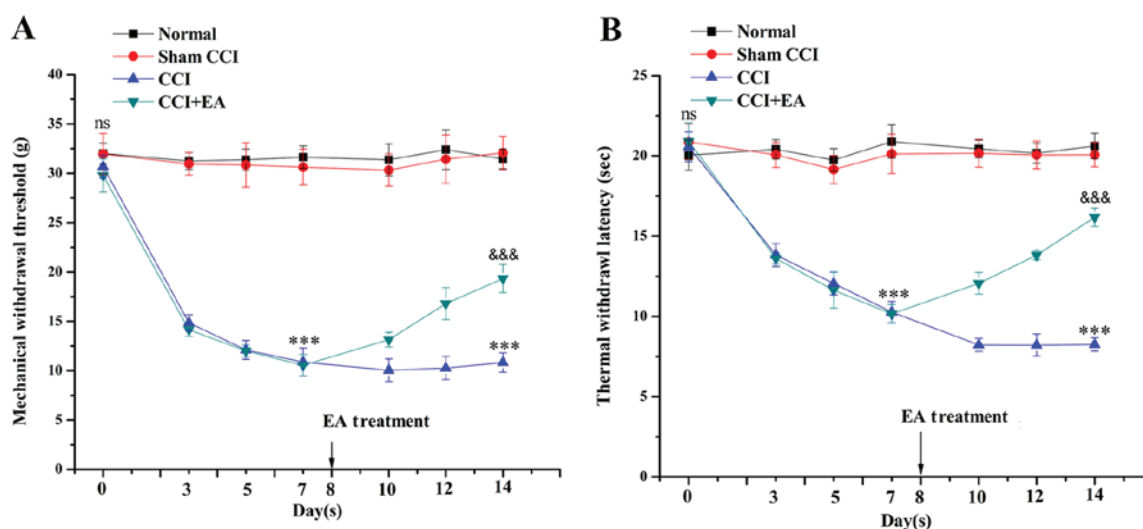 A
Normal
Sham CCI
CCI
CCI+EA
40
35
30
25
20
15
10
5
0
Mechanical withdrawal threshold (g)
ns
***
&&&
***
EA treatment
0 3 5 7 8 10 12 14
Day(s)
B
Normal
Sham CCI
CCI
CCI+EA
25
20
15
10
5
0
Thermal withdrawl latency (sec)
ns
***
&&&
***
EA treatment
0 3 5 7 8 10 12 14
Day(s)